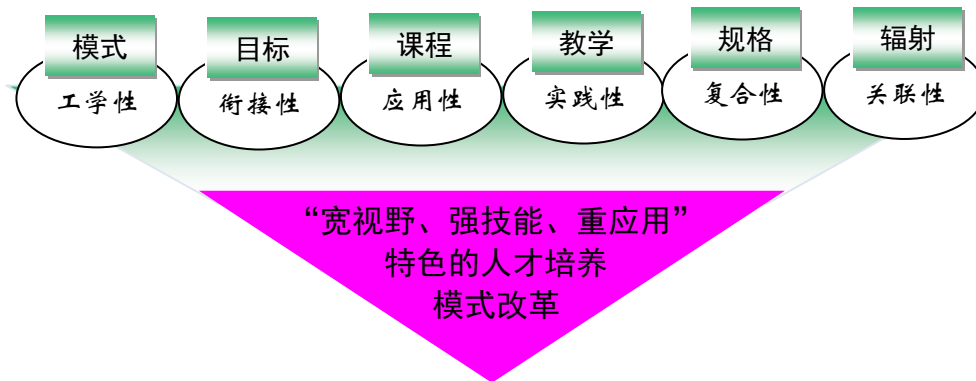 模式 目标 课程 教学 规格 辐射
工学性 衔接性 应用性 实践性 复合性 关联性
“宽视野、强技能、重应用”
特色的人才培养
模式改革